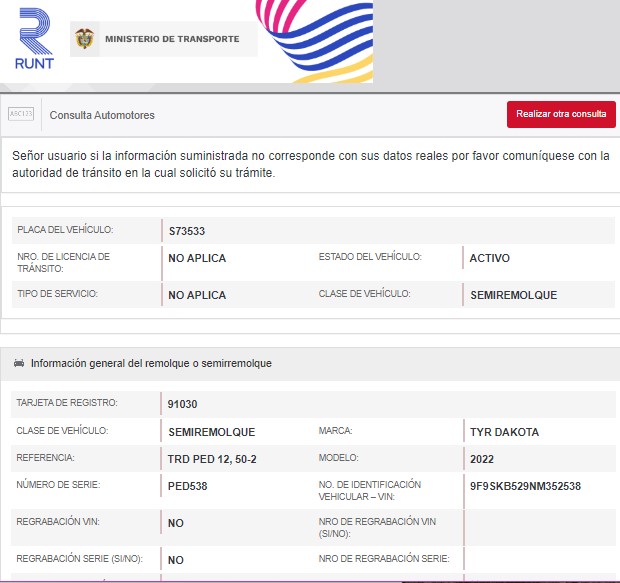 RUNT
MINISTERIO DE TRANSPORTE
ASC123
Consulta Automotores
Realizar otra consulta
Señor usuario si la información suministrada no corresponde con sus datos reales por favor comuníquese con la
autoridad de tránsito en la cual solicitó su trámite.
PLACA DEL VEHÍCULO: S73533
NRO. DE LICENCIA DE
TRÁNSITO: NO APLICA ESTADO DEL VEHÍCULO: ACTIVO
TIPO DE SERVICIO: NO APLICA CLASE DE VEHÍCULO: SEMIREMOLQUE
Información general del remolque o semirremolque
TARJETA DE REGISTRO: 91030
CLASE DE VEHÍCULO: SEMIREMOLQUE MARCA: TYR DAKOTA
REFERENCIA: TRD PED 12, 50-2 MODELO: 2022
NÚMERO DE SERIE: PED538 NO. DE IDENTIFICACIÓN
VEHICULAR – VIN: 9F9SKB529NM352538
REGRABACIÓN VIN: NO NRO DE REGRABACIÓN VIN
(SI/NO):
REGRABACIÓN SERIE (SI/NO): NO NRO DE REGRABACIÓN SERIE: